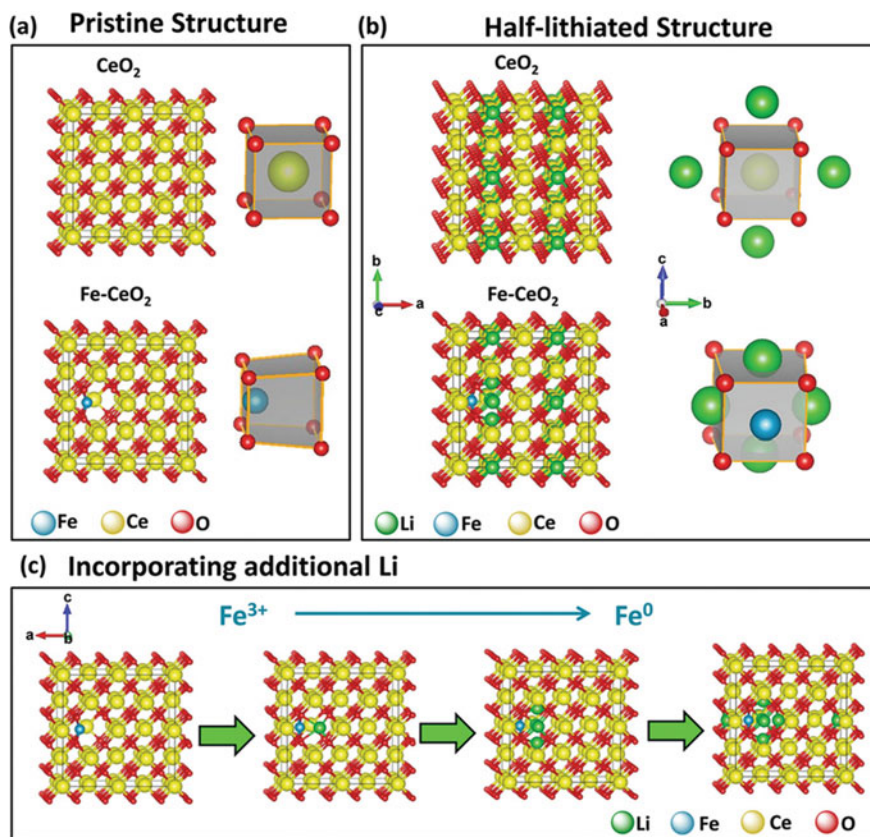 (a) Pristine Structure
CeO₂
Fe-CeO₂
Fe Ce O
(b) Half-lithiated Structure
CeO₂
b
a
c
c
b
a
Fe-CeO₂
Li Fe Ce O
(c) Incorporating additional Li
c
a
b
Fe³⁺ Fe⁰
Li Fe Ce O